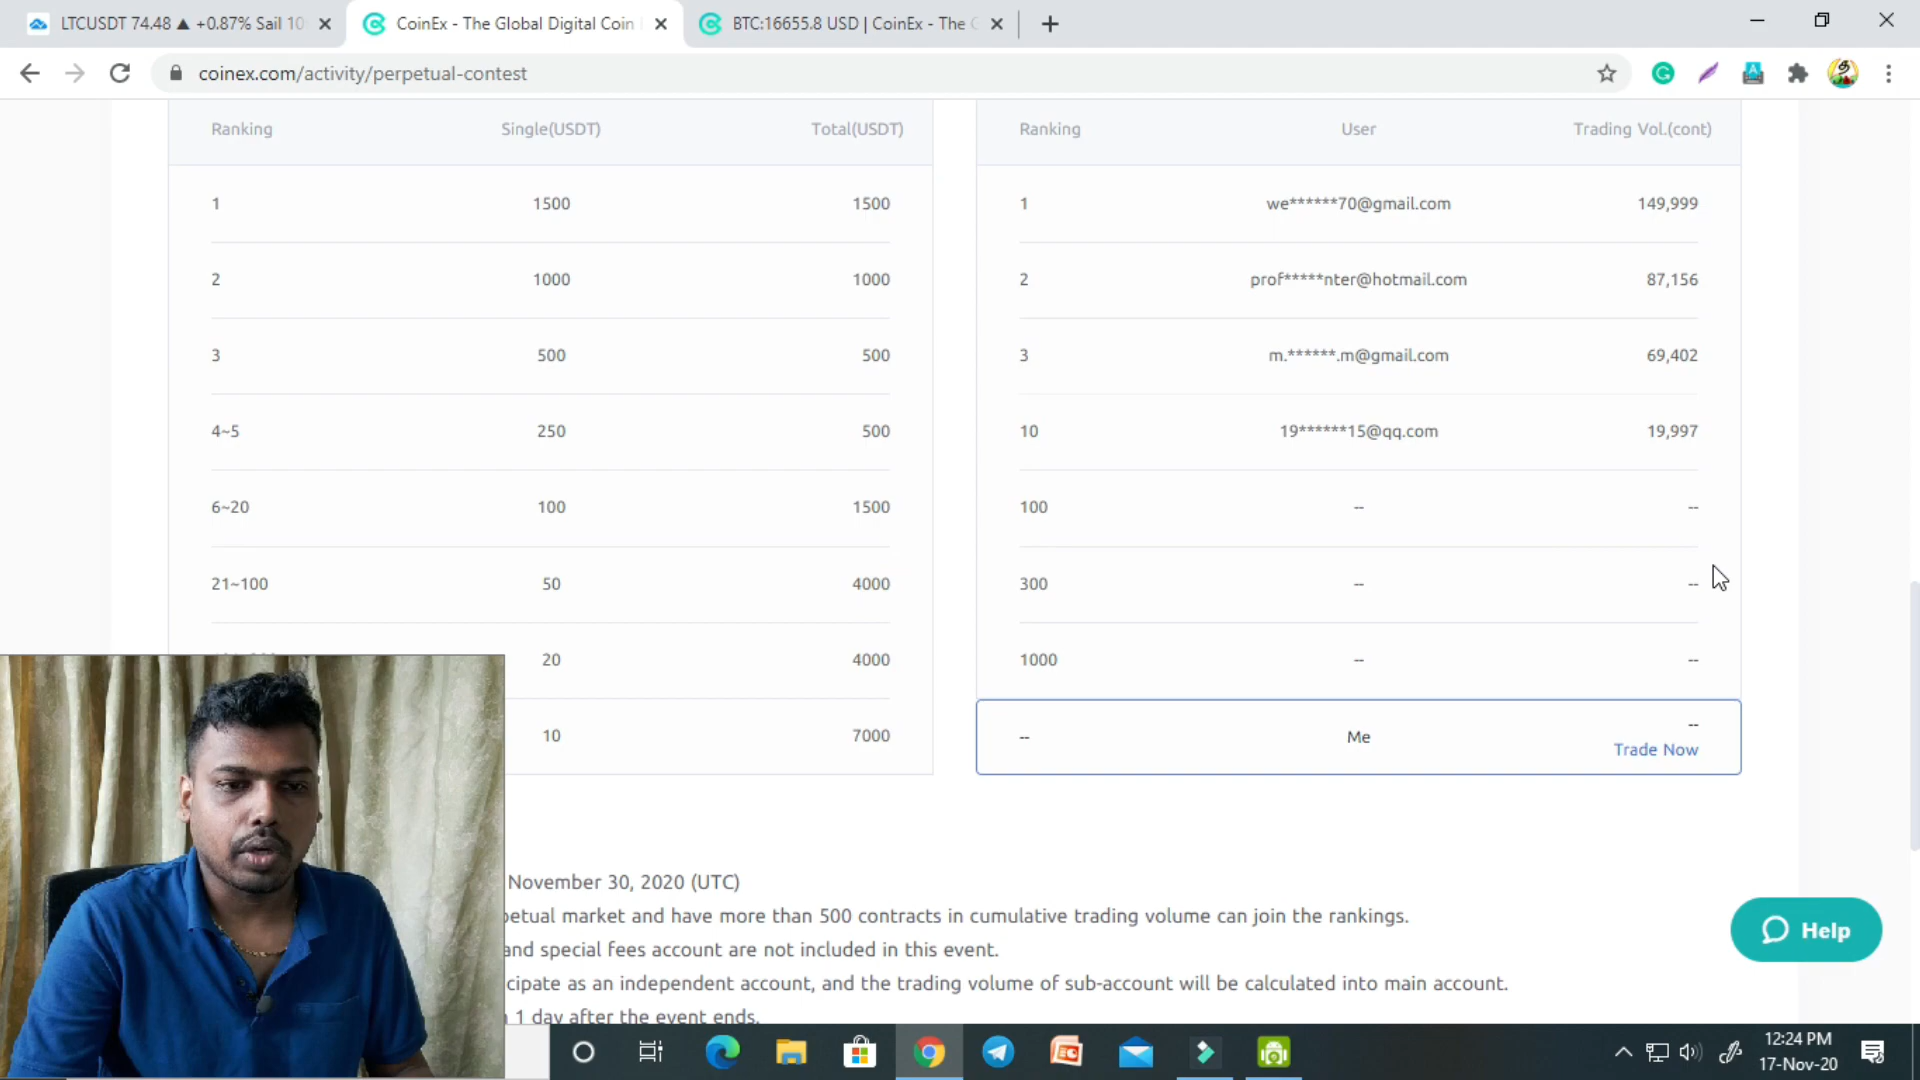 LTCUSDT 74.48 ▲ +0.87% Sail 10
CoinEx - The Global Digital Coin
BTC:16655.8 USD | CoinEx - The G
coinex.com/activity/perpetual-contest
Ranking Single(USDT) Total(USDT)
1 1500 1500
2 1000 1000
3 500 500
4~5 250 500
6~20 100 1500
21~100 50 4000
20 4000
10 7000
Ranking User Trading Vol.(cont)
1 we******70@gmail.com 149,999
2 prof*****nter@hotmail.com 87,156
3 m.******.m@gmail.com 69,402
10 19******15@qq.com 19,997
100 -- --
300 -- --
1000 -- --
-- Me --
Trade Now
November 30, 2020 (UTC)
petual market and have more than 500 contracts in cumulative trading volume can join the rankings.
and special fees account are not included in this event.
cipate as an independent account, and the trading volume of sub-account will be calculated into main account.
1 day after the event ends.
Help
12:24 PM
17-Nov-20